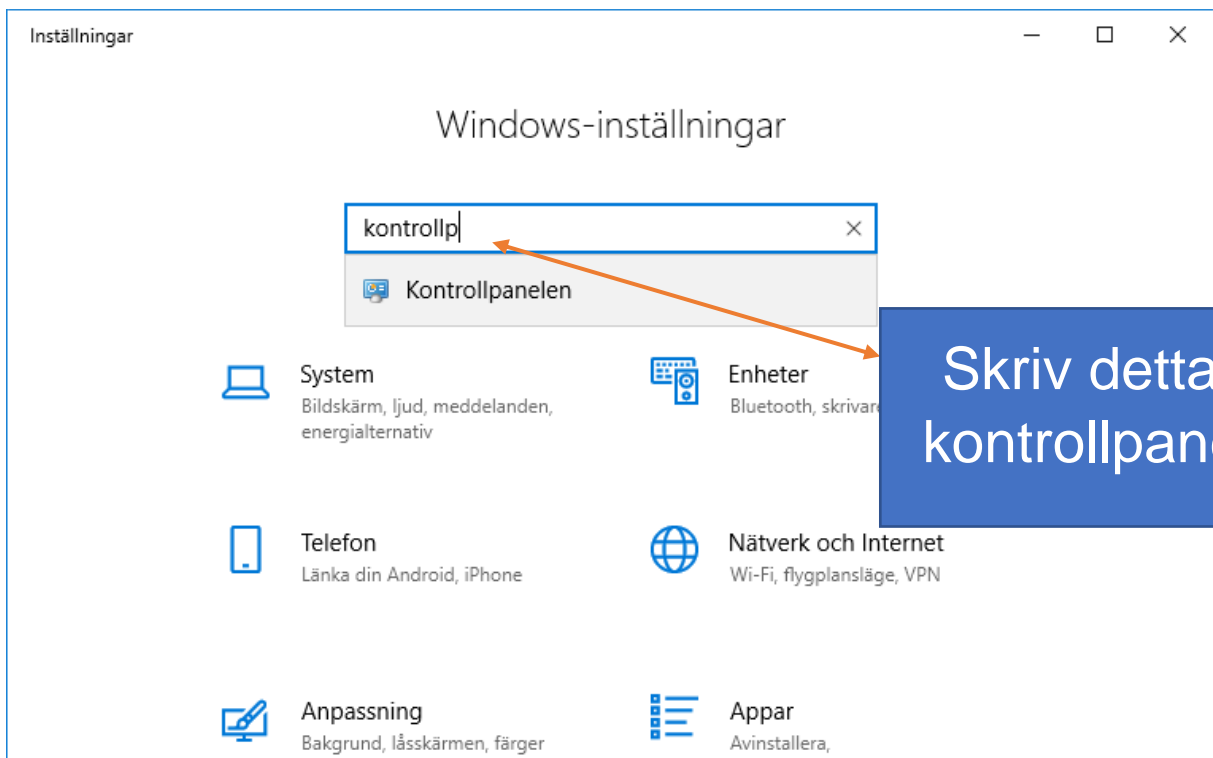 Inställningar
Windows-inställningar
kontrollp
Kontrollpanelen
System
Bildskärm, ljud, meddelanden,
energialternativ
Enheter
Bluetooth, skrivare
Skriv detta
kontrollpan
Telefon
Länka din Android, iPhone
Nätverk och Internet
Wi-Fi, flygplansläge, VPN
Anpassning
Bakgrund, låsskärmen, färger
Appar
Avinstallera,